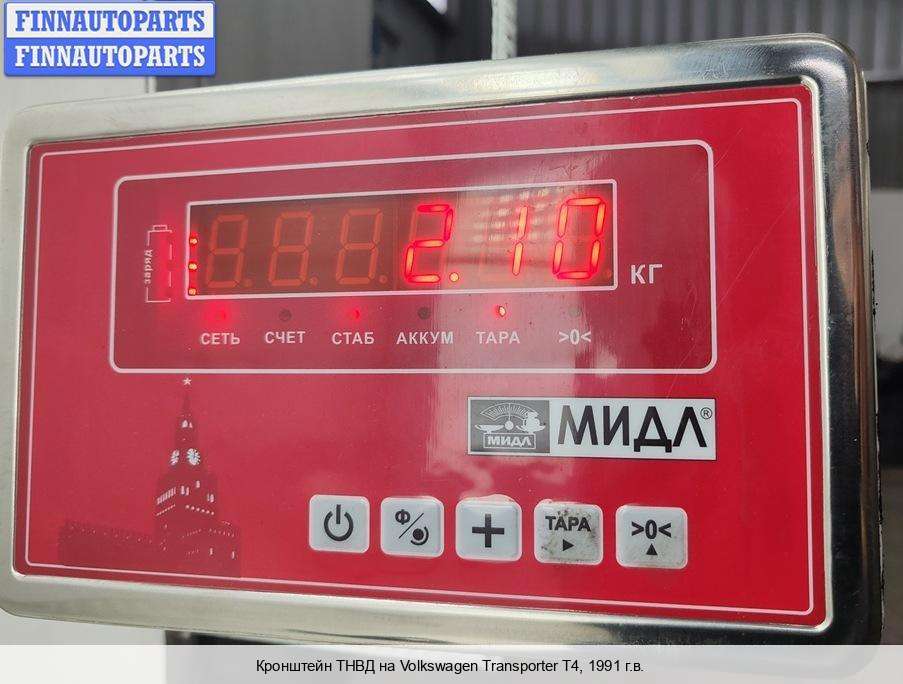 FINNAUTOPARTS
FINNAUTOPARTS
заряд
2.10 КГ
СЕТЬ СЧЕТ СТАБ АККУМ ТАРА >0<
МИДЛ МИДЛ®
Ф ТАРА >0<
Кронштейн ТНВД на Volkswagen Transporter T4, 1991 г.в.